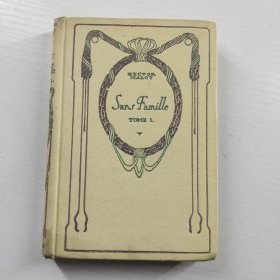 HECTOR
MALOT
Sans Famille
TOME I.